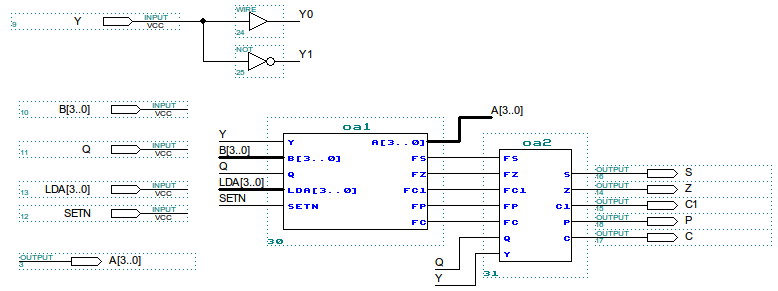 WIRE
Y INPUT Y0
9 VCC
24
NOT
Y1
25
B[3..0] INPUT
10 VCC A[3..0]
oa1
Y
Y A[3..0] oa2
Q INPUT B[3..0]
11 VCC B[3..0] FS FS
Q OUTPUT S
Q FZ FZ S 16
LDA[3..0] INPUT LDA[3..0] OUTPUT Z
13 VCC LDA[3..0] FC1 FC1 Z 14
SETN OUTPUT C1
SETN INPUT SETN FP FP C1 15
12 VCC OUTPUT P
FC FC P 18
OUTPUT C
30 Q C 17
OUTPUT A[3..0] Q Y
Y 31